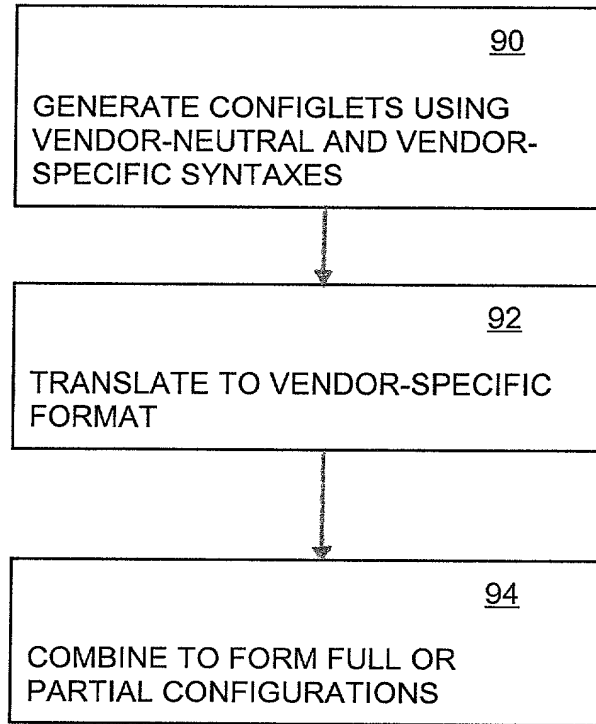 90
GENERATE CONFIGLETS USING
VENDOR-NEUTRAL AND VENDOR-
SPECIFIC SYNTAXES
92
TRANSLATE TO VENDOR-SPECIFIC
FORMAT
94
COMBINE TO FORM FULL OR
PARTIAL CONFIGURATIONS